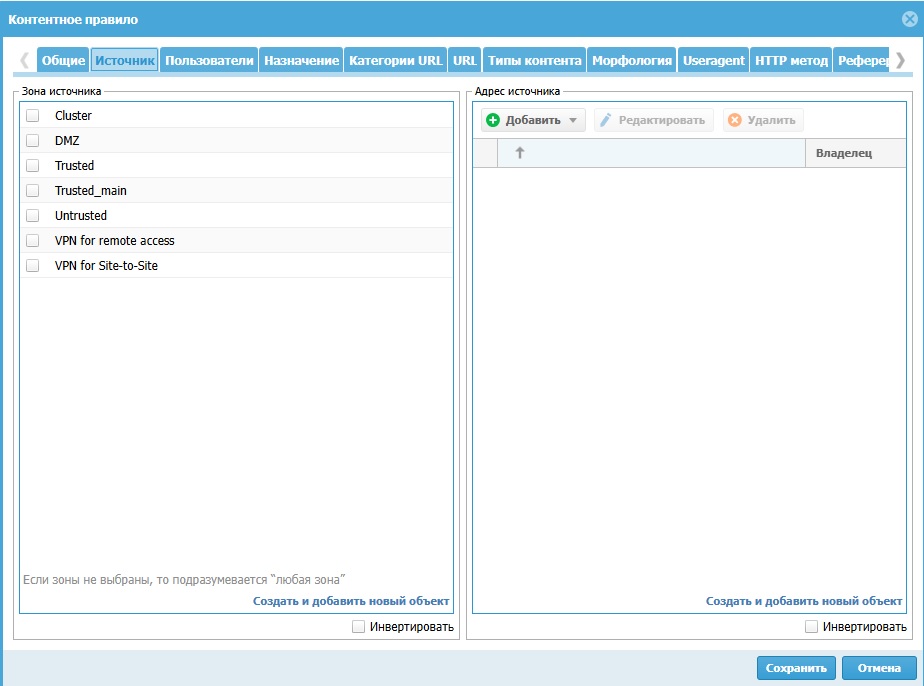 Контентное правило
Общие Источник Пользователи Назначение Категории URL URL Типы контента Морфология Useragent HTTP метод Реферер
Зона источника
Cluster
DMZ
Trusted
Trusted_main
Untrusted
VPN for remote access
VPN for Site-to-Site
Если зоны не выбраны, то подразумевается “любая зона”
Создать и добавить новый объект
Инвертировать
Адрес источника
Добавить Редактировать Удалить
Владелец
Создать и добавить новый объект
Инвертировать
Сохранить Отмена